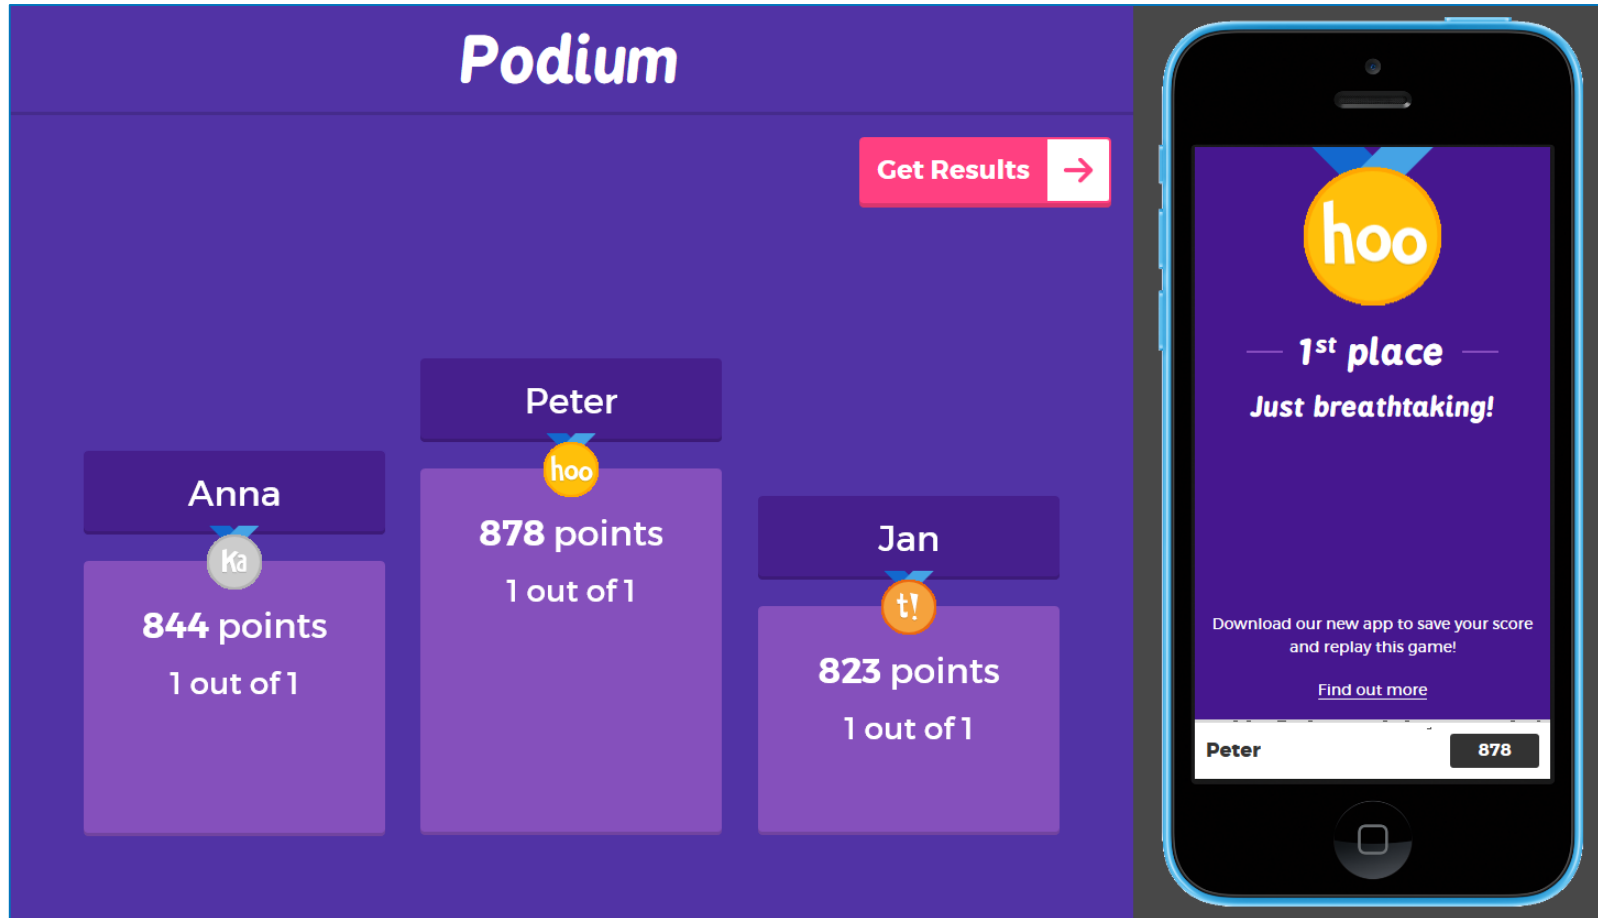 Podium
Get Results
Peter
hoo
878 points
1 out of 1
Anna
Ka
844 points
1 out of 1
Jan
t!
823 points
1 out of 1
hoo
1st place
Just breathtaking!
Download our new app to save your score
and replay this game!
Find out more
Peter 878